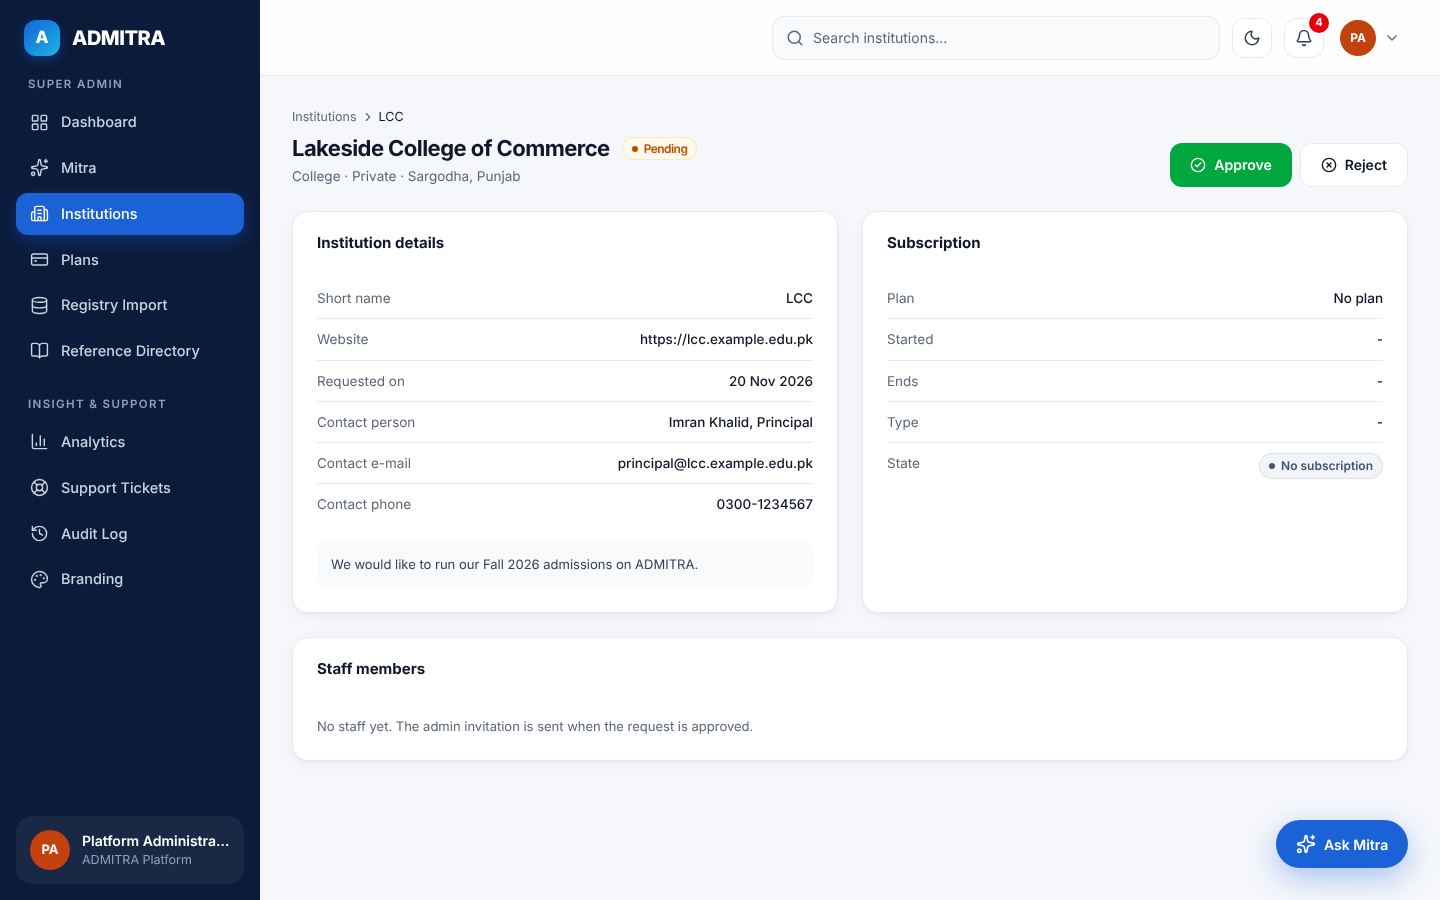 A ADMITRA
SUPER ADMIN
Dashboard
Mitra
Institutions
Plans
Registry Import
Reference Directory
INSIGHT & SUPPORT
Analytics
Support Tickets
Audit Log
Branding
PA Platform Administra...
ADMITRA Platform
Search institutions...
4
PA
Institutions > LCC
Lakeside College of Commerce
Pending
College · Private · Sargodha, Punjab
Approve
Reject
Institution details
Short name LCC
Website https://lcc.example.edu.pk
Requested on 20 Nov 2026
Contact person Imran Khalid, Principal
Contact e-mail principal@lcc.example.edu.pk
Contact phone 0300-1234567
We would like to run our Fall 2026 admissions on ADMITRA.
Subscription
Plan No plan
Started -
Ends -
Type -
State No subscription
Staff members
No staff yet. The admin invitation is sent when the request is approved.
Ask Mitra